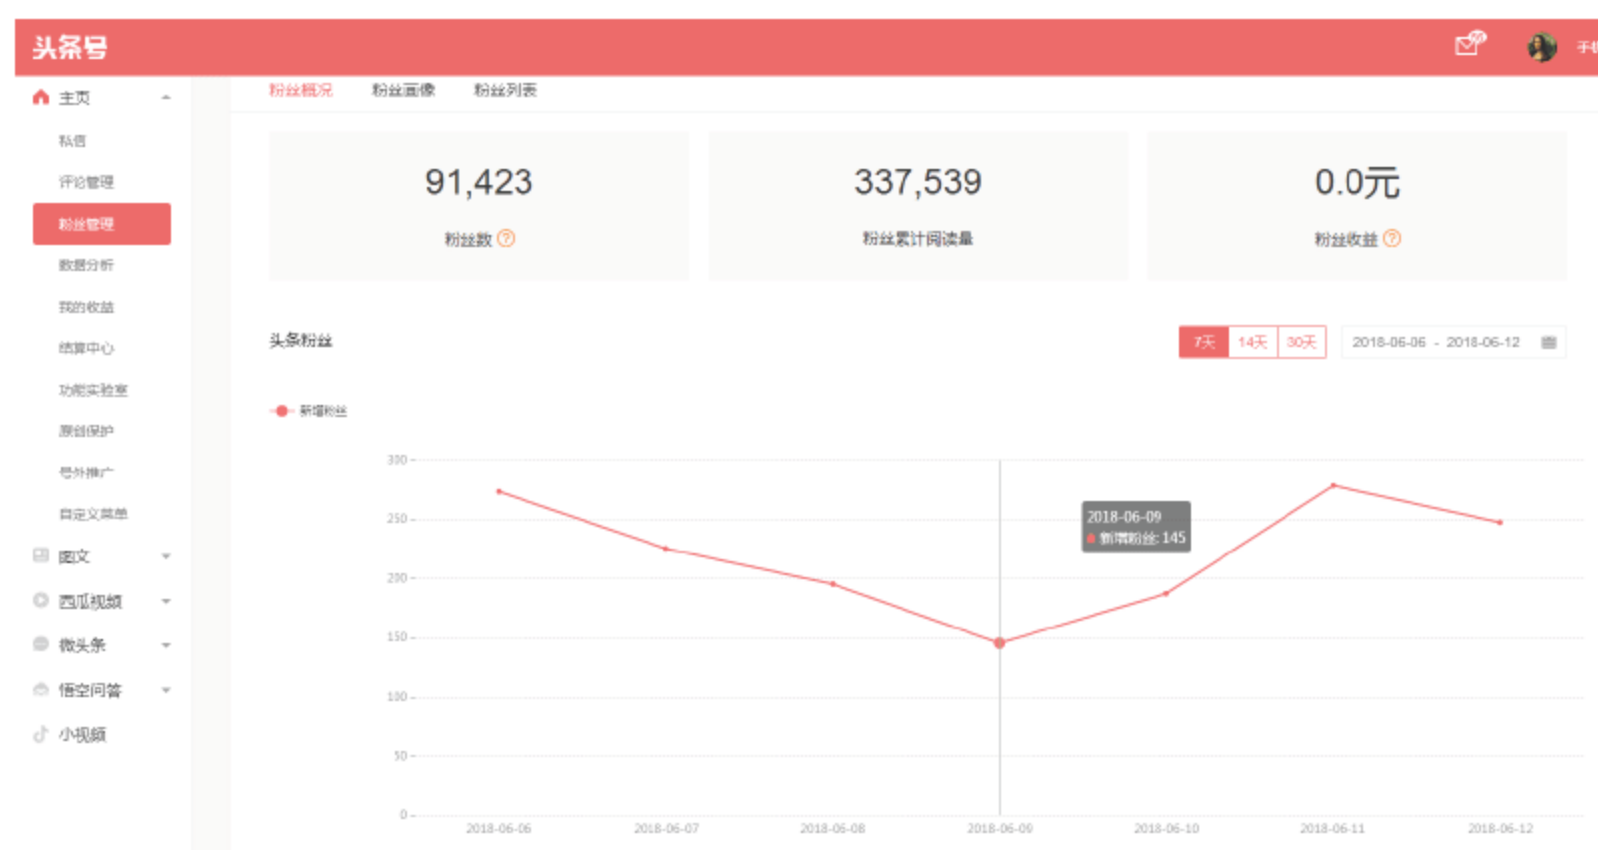 头条号
手机
主页
私信
评论管理
粉丝管理
数据分析
我的收益
结算中心
功能实验室
原创保护
号外推广
自定义菜单
图文
西瓜视频
微头条
悟空问答
小视频
粉丝概况 粉丝画像 粉丝列表
91,423 337,539 0.0元
粉丝数 ? 粉丝累计阅读量 粉丝收益 ?
头条粉丝 7天 14天 30天 2018-06-06 - 2018-06-12
新增粉丝
300
250
200
150
100
50
0
2018-06-09
新增粉丝: 145
2018-06-06 2018-06-07 2018-06-08 2018-06-09 2018-06-10 2018-06-11 2018-06-12